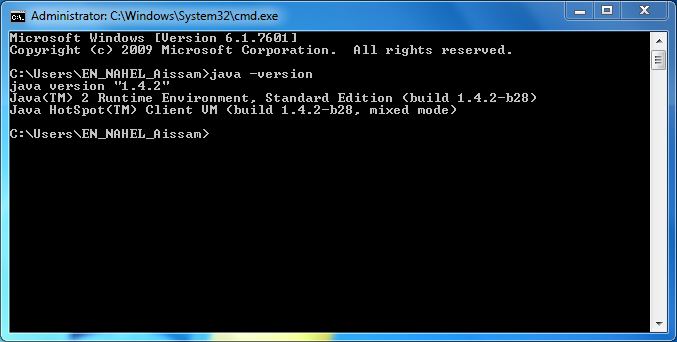 Administrator: C:\Windows\System32\cmd.exe
Microsoft Windows [Version 6.1.7601]
Copyright (c) 2009 Microsoft Corporation.  All rights reserved.
C:\Users\EN_NAHEL_Aissam>java -version
java version "1.4.2"
Java(TM) 2 Runtime Environment, Standard Edition (build 1.4.2-b28)
Java HotSpot(TM) Client VM (build 1.4.2-b28, mixed mode)
C:\Users\EN_NAHEL_Aissam>